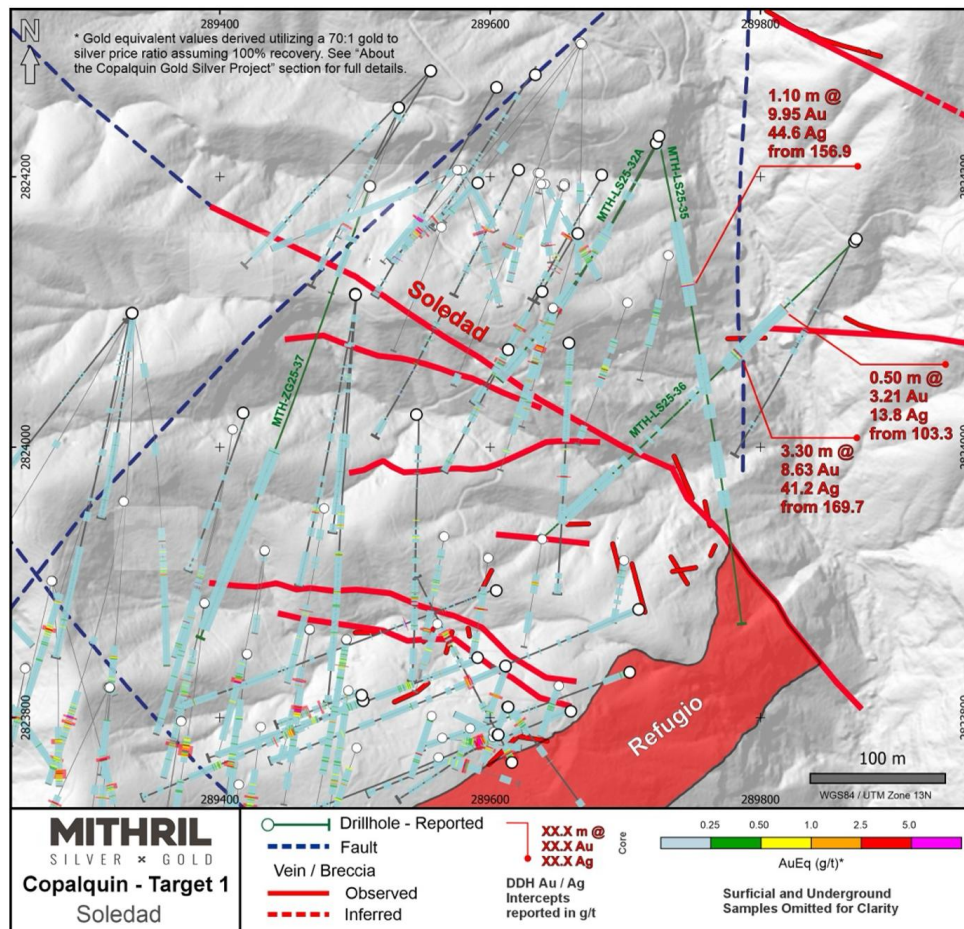 289400
289600
289800
N
* Gold equivalent values derived utilizing a 70:1 gold to
silver price ratio assuming 100% recovery. See “About
the Copalquin Gold Silver Project” section for full details.
1.10 m @
9.95 Au
44.6 Ag
from 156.9
2824200
2824200
MTH-LS25-32A
MTH-LS25-35
Soledad
MTH-ZG25-37
MTH-LS25-36
0.50 m @
3.21 Au
13.8 Ag
from 103.3
2824000
2824000
3.30 m @
8.63 Au
41.2 Ag
from 169.7
2823800
2823800
Refugio
100 m
WGS84 / UTM Zone 13N
289400
289600
289800
MITHRIL
SILVER × GOLD
Copalquin - Target 1
Soledad
Drillhole - Reported
Fault
Vein / Breccia
Observed
Inferred
XX.X m @
XX.X Au
XX.X Ag
DDH Au / Ag
Intercepts
reported in g/t
Core
0.25
0.50
1.0
2.5
5.0
AuEq (g/t)*
Surficial and Underground
Samples Omitted for Clarity